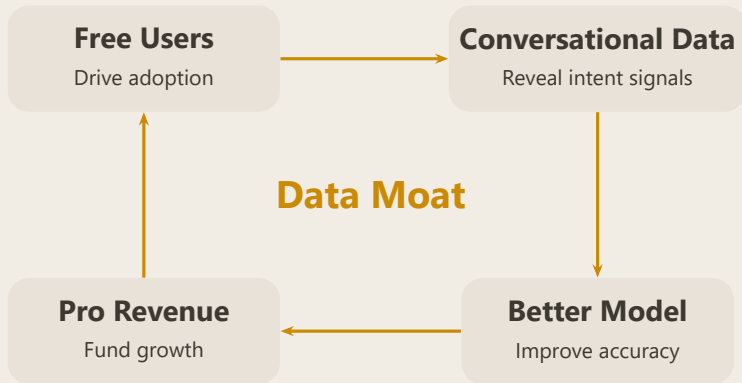 Free Users
Drive adoption
Conversational Data
Reveal intent signals
Data Moat
Pro Revenue
Fund growth
Better Model
Improve accuracy